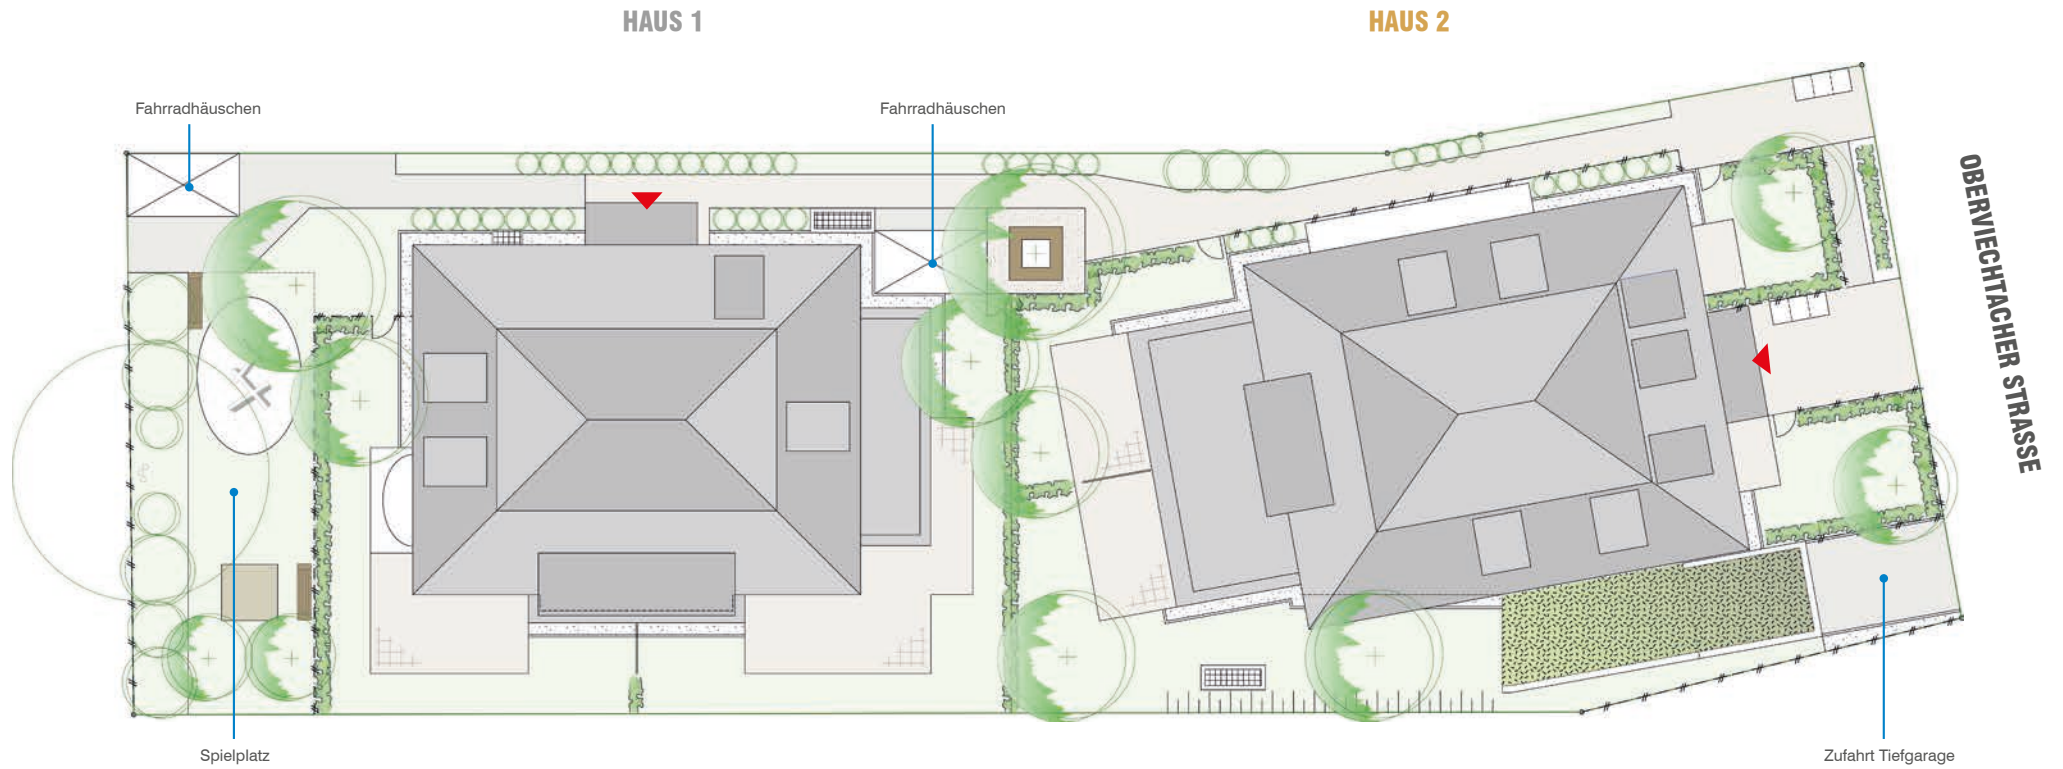 HAUS 1
HAUS 2
Fahrradhäuschen
Fahrradhäuschen
OBERVIECHTACHER STRASSE
Spielplatz
Zufahrt Tiefgarage